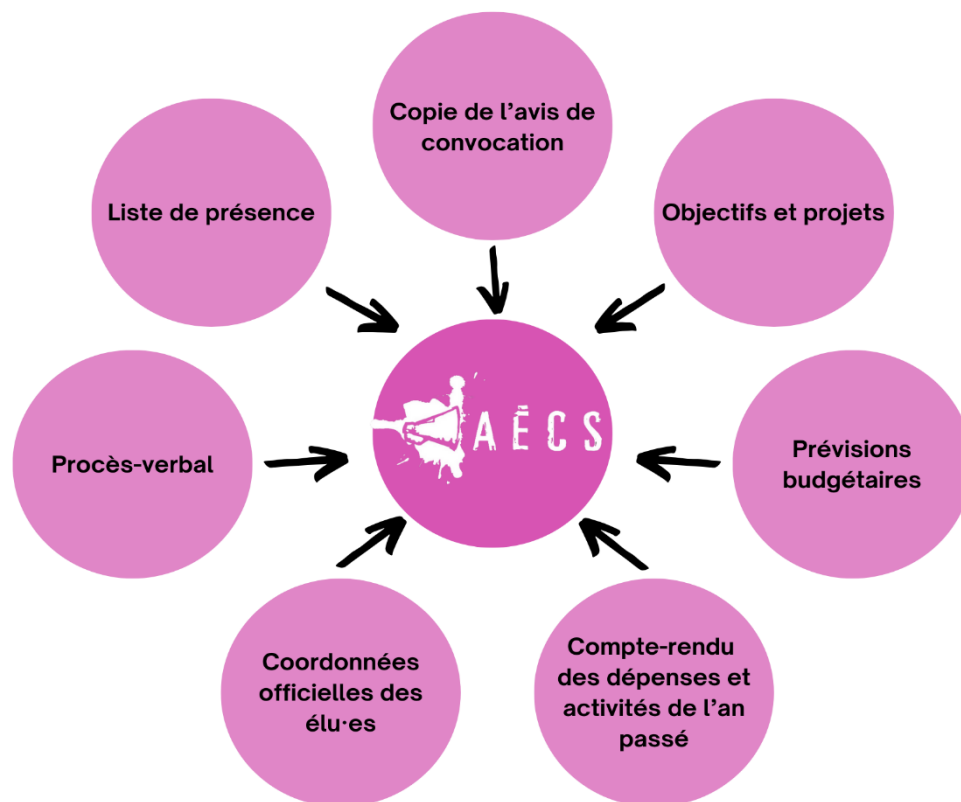 Copie de l'avis de
convocation
Liste de présence
Objectifs et projets
AÉCS
Procès-verbal
Prévisions
budgétaires
Coordonnées
officielles des
élu·es
Compte-rendu
des dépenses et
activités de l'an
passé